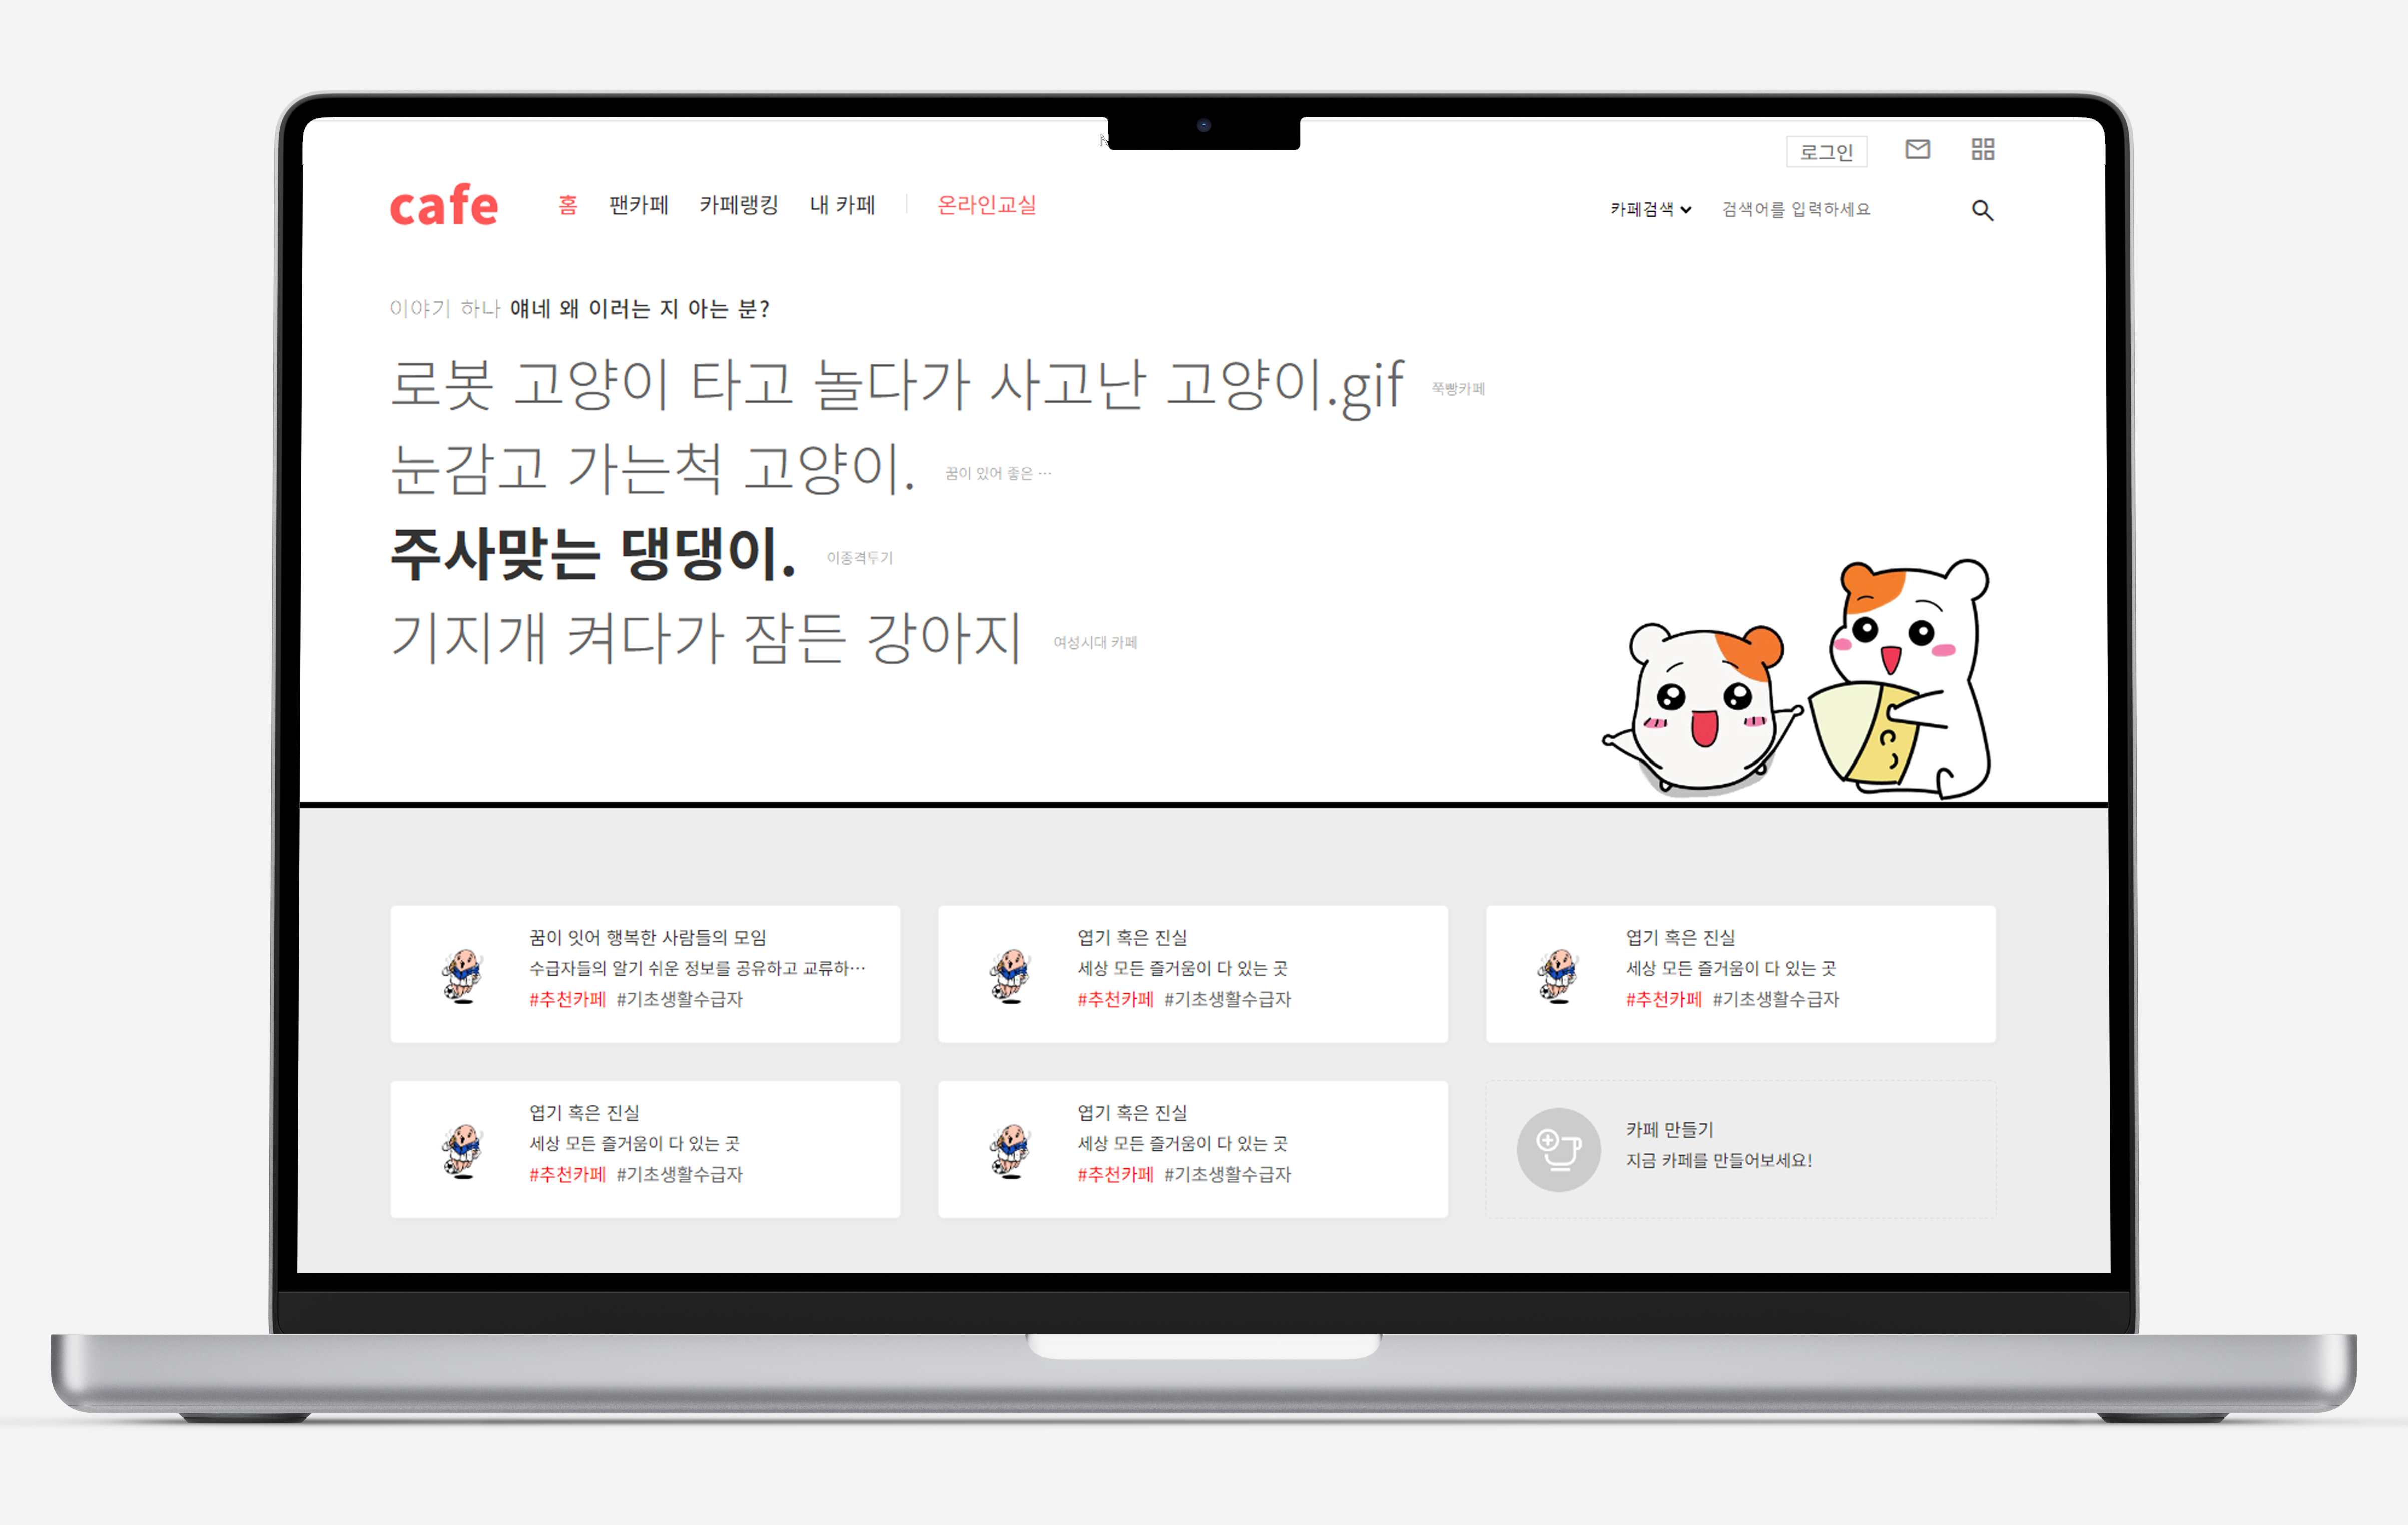 로그인
cafe 홈 팬카페 카페랭킹 내 카페 온라인교실 카페검색 검색어를 입력하세요
이야기 하나 얘네 왜 이러는 지 아는 분?
로봇 고양이 타고 놀다가 사고난 고양이.gif 쭉빵카페
눈감고 가는척 고양이. 꿈이 있어 좋은 …
주사맞는 댕댕이. 이종격투기
기지개 켜다가 잠든 강아지 여성시대 카페
꿈이 잇어 행복한 사람들의 모임
수급자들의 알기 쉬운 정보를 공유하고 교류하…
#추천카페 #기초생활수급자
엽기 혹은 진실
세상 모든 즐거움이 다 있는 곳
#추천카페 #기초생활수급자
엽기 혹은 진실
세상 모든 즐거움이 다 있는 곳
#추천카페 #기초생활수급자
엽기 혹은 진실
세상 모든 즐거움이 다 있는 곳
#추천카페 #기초생활수급자
엽기 혹은 진실
세상 모든 즐거움이 다 있는 곳
#추천카페 #기초생활수급자
카페 만들기
지금 카페를 만들어보세요!